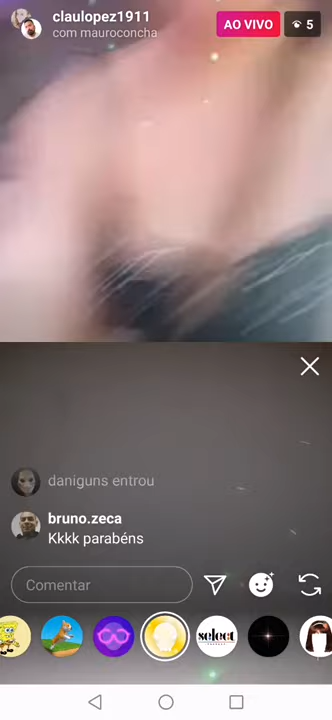 claulopez1911
com mauroconcha
AO VIVO
5
daniguns entrou
bruno.zeca
Kkkk parabéns
Comentar
select